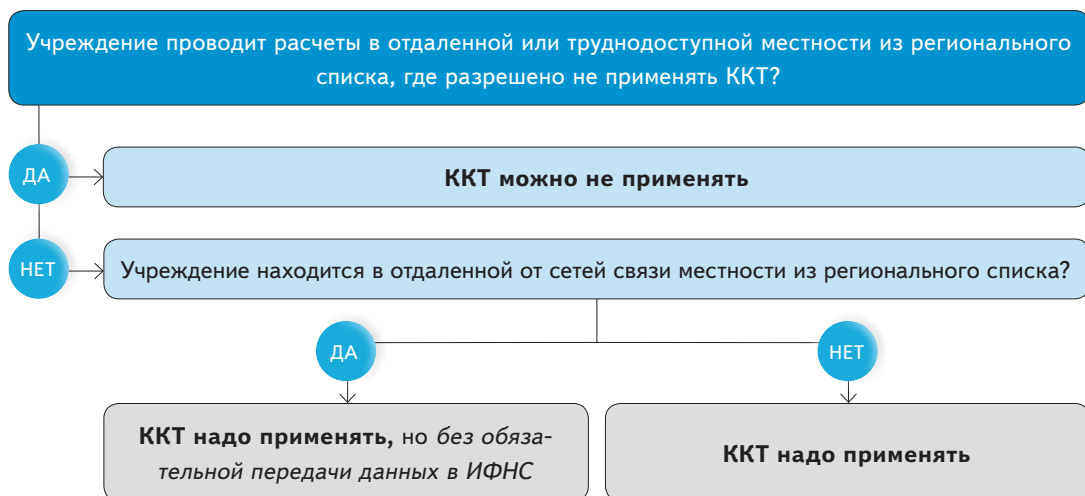 Учреждение проводит расчеты в отдаленной или труднодоступной местности из регионального
списка, где разрешено не применять ККТ?
ДА
ККТ можно не применять
НЕТ
Учреждение находится в отдаленной от сетей связи местности из регионального списка?
ДА
НЕТ
ККТ надо применять, но без обяза-
тельной передачи данных в ИФНС
ККТ надо применять